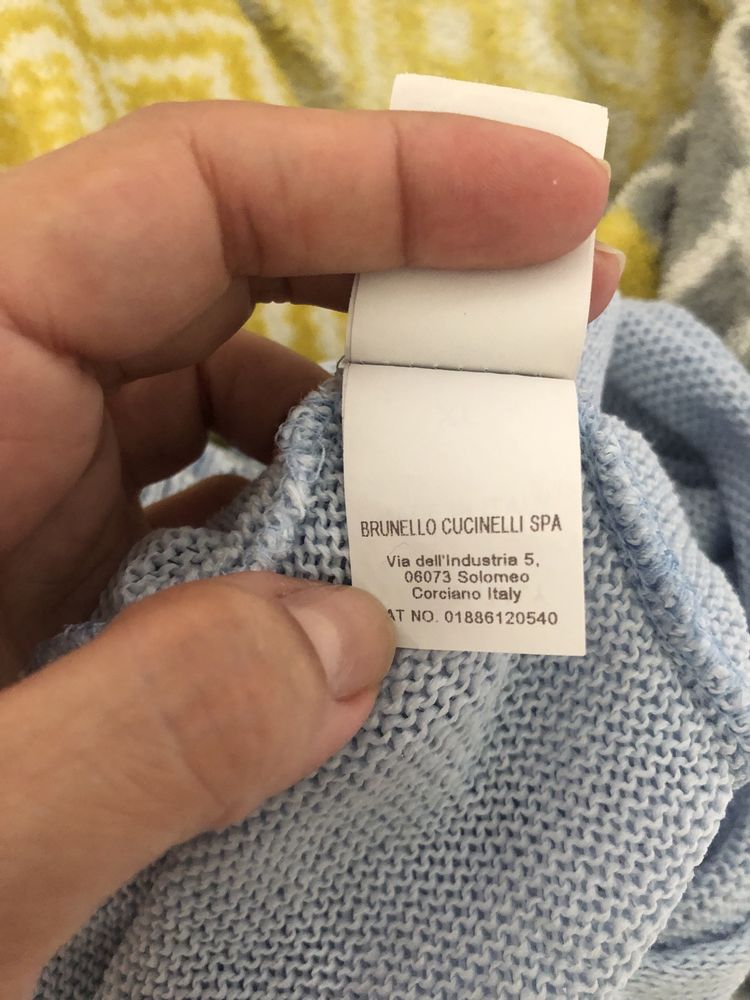 BRUNELLO CUCINELLI SPA
Via dell'Industria 5,
06073 Solomeo
Corciano Italy
AT NO. 01886120540